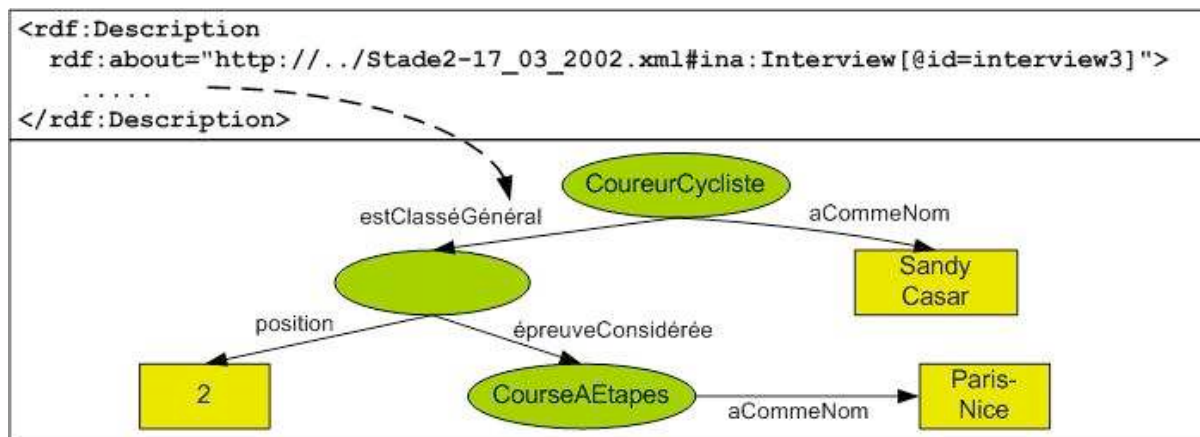 <rdf:Description
rdf:about="http://../Stade2-17_03_2002.xml#ina:Interview[@id=interview3]">
.....
</rdf:Description>
CoureurCycliste
estClasséGénéral
aCommeNom
Sandy
Casar
position
épreuveConsidérée
2
CourseAEtapes
aCommeNom
Paris-
Nice